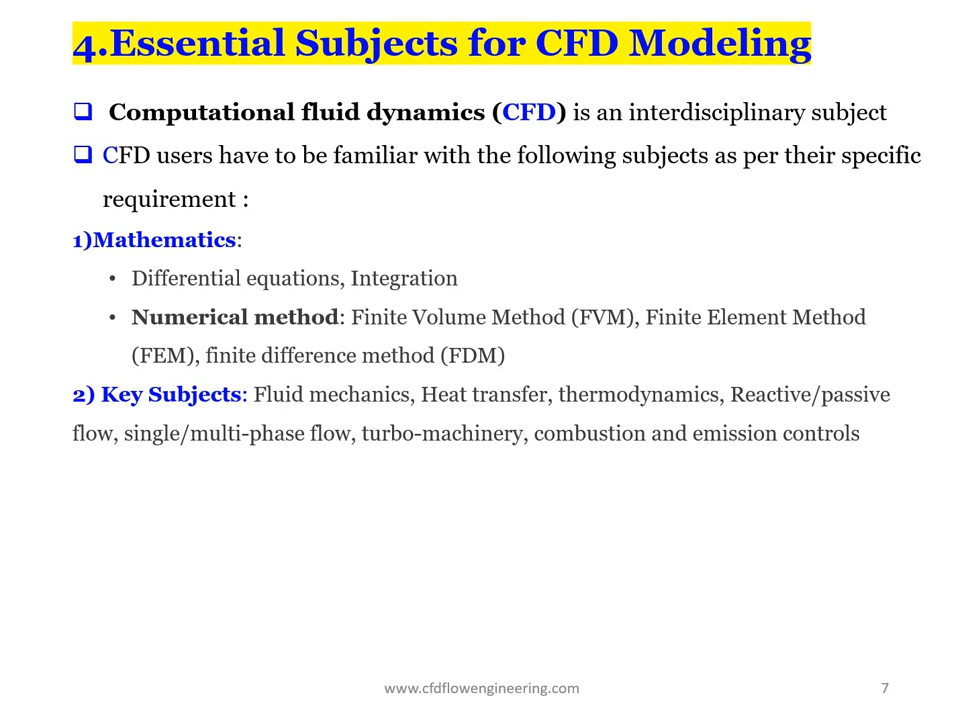 4.Essential Subjects for CFD Modeling
❑ Computational fluid dynamics (CFD) is an interdisciplinary subject
❑ CFD users have to be familiar with the following subjects as per their specific
requirement :
1)Mathematics:
• Differential equations, Integration
• Numerical method: Finite Volume Method (FVM), Finite Element Method
(FEM), finite difference method (FDM)
2) Key Subjects: Fluid mechanics, Heat transfer, thermodynamics, Reactive/passive
flow, single/multi-phase flow, turbo-machinery, combustion and emission controls
www.cfdflowengineering.com
7